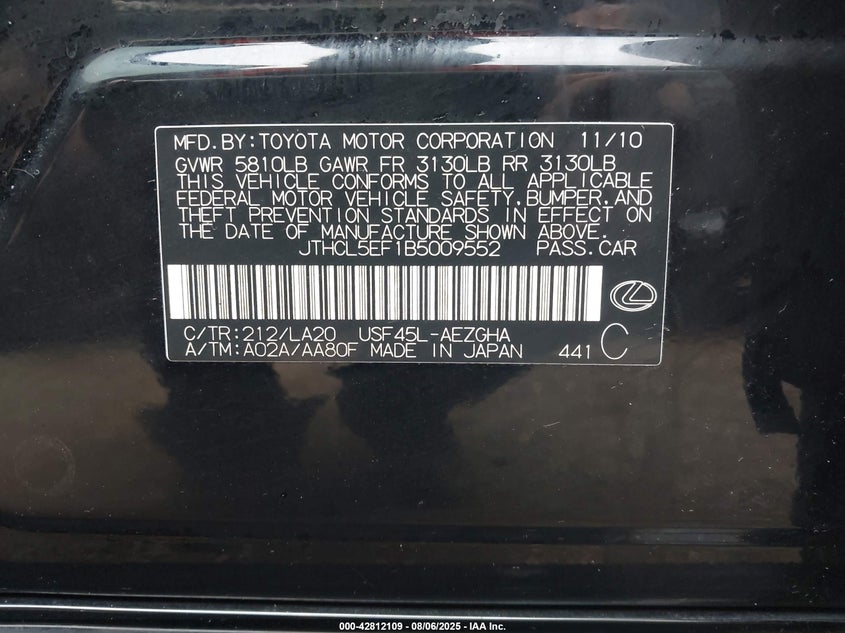 MFD.BY:TOYOTA MOTOR CORPORATION 11/10
GVWR 5810LB GAWR FR 3130LB RR 3130LB
THIS VEHICLE CONFORMS TO ALL APPLICABLE
FEDERAL MOTOR VEHICLE SAFETY,BUMPER,AND
THEFT PREVENTION STANDARDS IN EFFECT ON
THE DATE OF MANUFACTURE SHOWN ABOVE.
JTHCL5EF1B5009552 PASS.CAR
C/TR:212/LA20 USF45L-AEZGHA
A/TM:A02A/AA80F MADE IN JAPAN 441 C
000-42812109 - 08/06/2025 - IAA Inc.